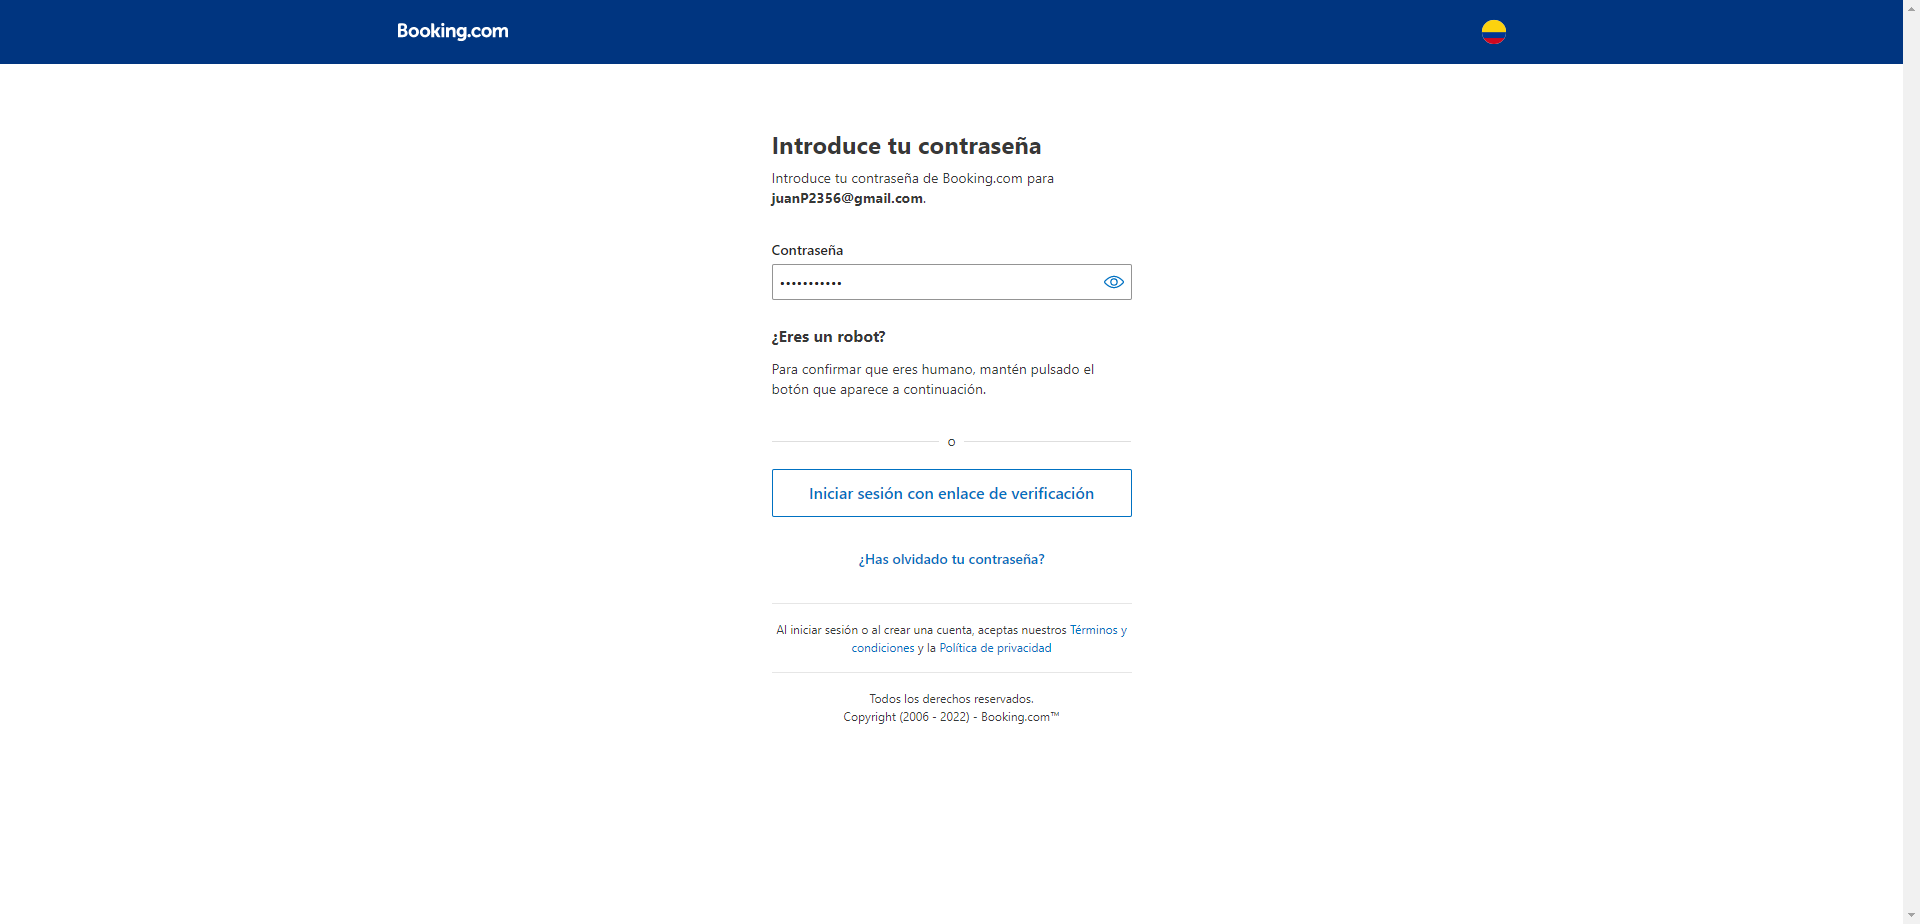 Booking.com
Introduce tu contraseña
Introduce tu contraseña de Booking.com para
juanP2356@gmail.com.
Contraseña
•••••••••••
¿Eres un robot?
Para confirmar que eres humano, mantén pulsado el
botón que aparece a continuación.
o
Iniciar sesión con enlace de verificación
¿Has olvidado tu contraseña?
Al iniciar sesión o al crear una cuenta, aceptas nuestros Términos y
condiciones y la Política de privacidad
Todos los derechos reservados.
Copyright (2006 - 2022) - Booking.com™